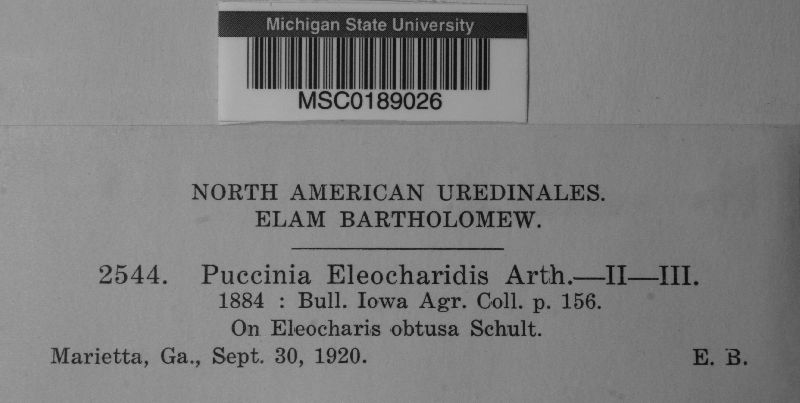 Michigan State University
MSC0189026
NORTH AMERICAN UREDINALES.
ELAM BARTHOLOMEW.
2544. Puccinia Eleocharidis Arth.—II—III.
1884 : Bull. Iowa Agr. Coll. p. 156.
On Eleocharis obtusa Schult.
Marietta, Ga., Sept. 30, 1920. E. B.